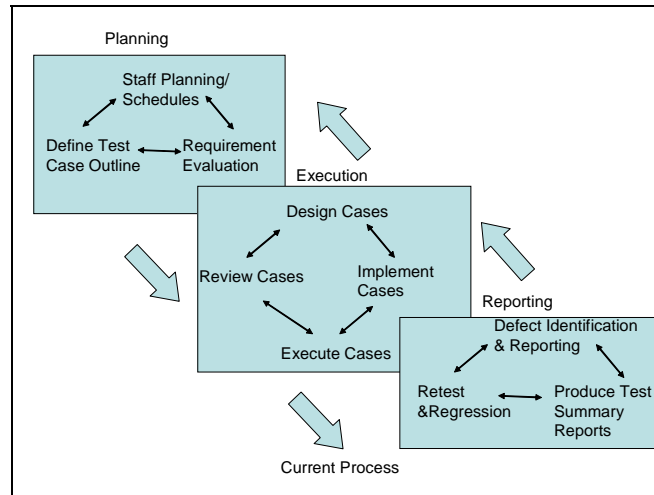 Planning
Staff Planning/
Schedules
Define Test
Case Outline
Requirement
Evaluation
Execution
Design Cases
Review Cases
Implement
Cases
Execute Cases
Reporting
Defect Identification
& Reporting
Retest
&Regression
Produce Test
Summary
Reports
Current Process